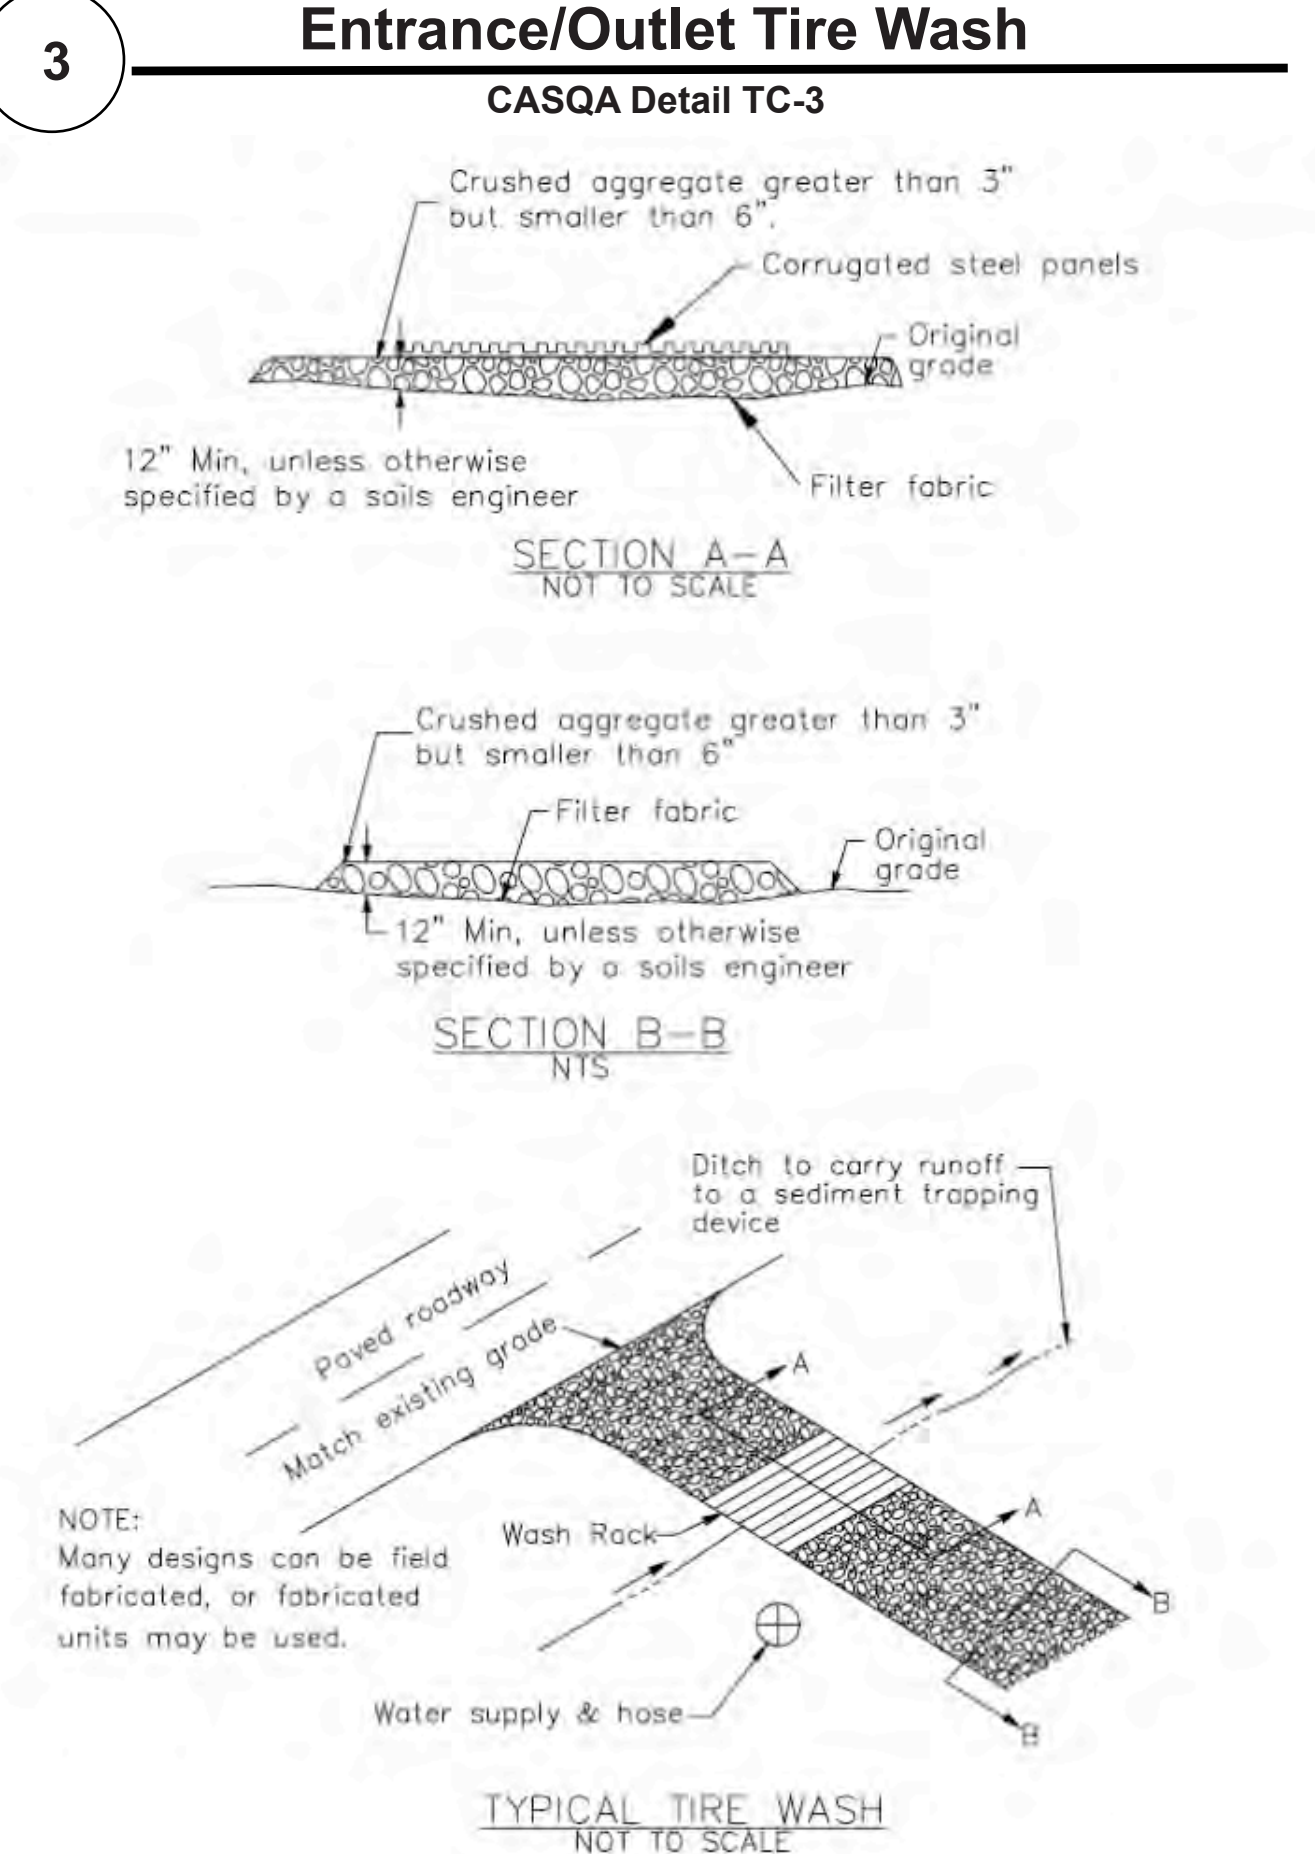 3
Entrance/Outlet Tire Wash
CASQA Detail TC-3
Crushed aggregate greater than 3"
but smaller than 6".
Corrugated steel panels
Original
grade
12" Min, unless otherwise
specified by a soils engineer
Filter fabric
SECTION A-A
NOT TO SCALE
Crushed aggregate greater than 3"
but smaller than 6"
Filter fabric
Original
grade
12" Min, unless otherwise
specified by a soils engineer
SECTION B-B
NTS
Ditch to carry runoff
to a sediment trapping
device
Paved roadway
Match existing grade
A
A
NOTE:
Many designs can be field
fabricated, or fabricated
units may be used.
Wash Rack
B
B
Water supply & hose
TYPICAL TIRE WASH
NOT TO SCALE